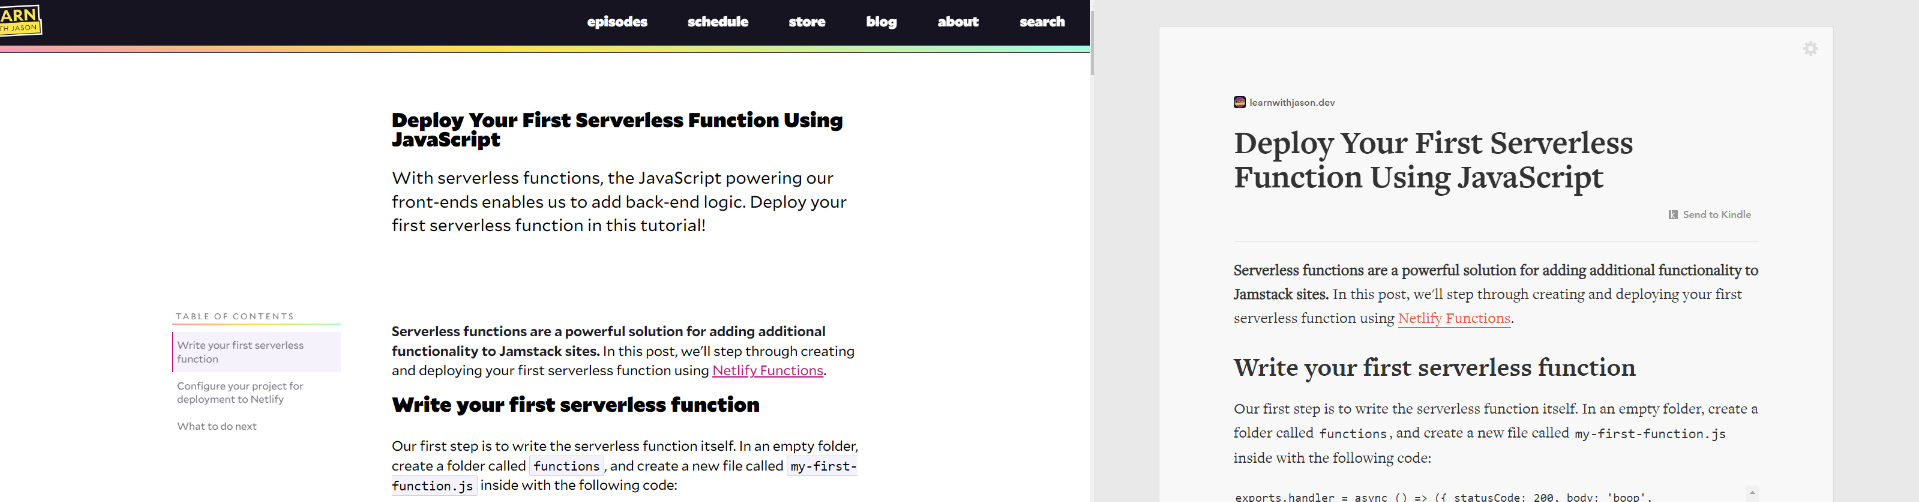 ARN
TH JASON
episodes schedule store blog about search
Deploy Your First Serverless Function Using
JavaScript
With serverless functions, the JavaScript powering our
front-ends enables us to add back-end logic. Deploy your
first serverless function in this tutorial!
TABLE OF CONTENTS
Write your first serverless
function
Configure your project for
deployment to Netlify
What to do next
Serverless functions are a powerful solution for adding additional
functionality to Jamstack sites. In this post, we'll step through creating
and deploying your first serverless function using Netlify Functions.
Write your first serverless function
Our first step is to write the serverless function itself. In an empty folder,
create a folder called functions, and create a new file called my-first-
function.js inside with the following code:
learnwithjason.dev
Deploy Your First Serverless
Function Using JavaScript
Send to Kindle
Serverless functions are a powerful solution for adding additional functionality to
Jamstack sites. In this post, we'll step through creating and deploying your first
serverless function using Netlify Functions.
Write your first serverless function
Our first step is to write the serverless function itself. In an empty folder, create a
folder called functions, and create a new file called my-first-function.js
inside with the following code:
exports.handler = async () => ({ statusCode: 200, body: 'boop',